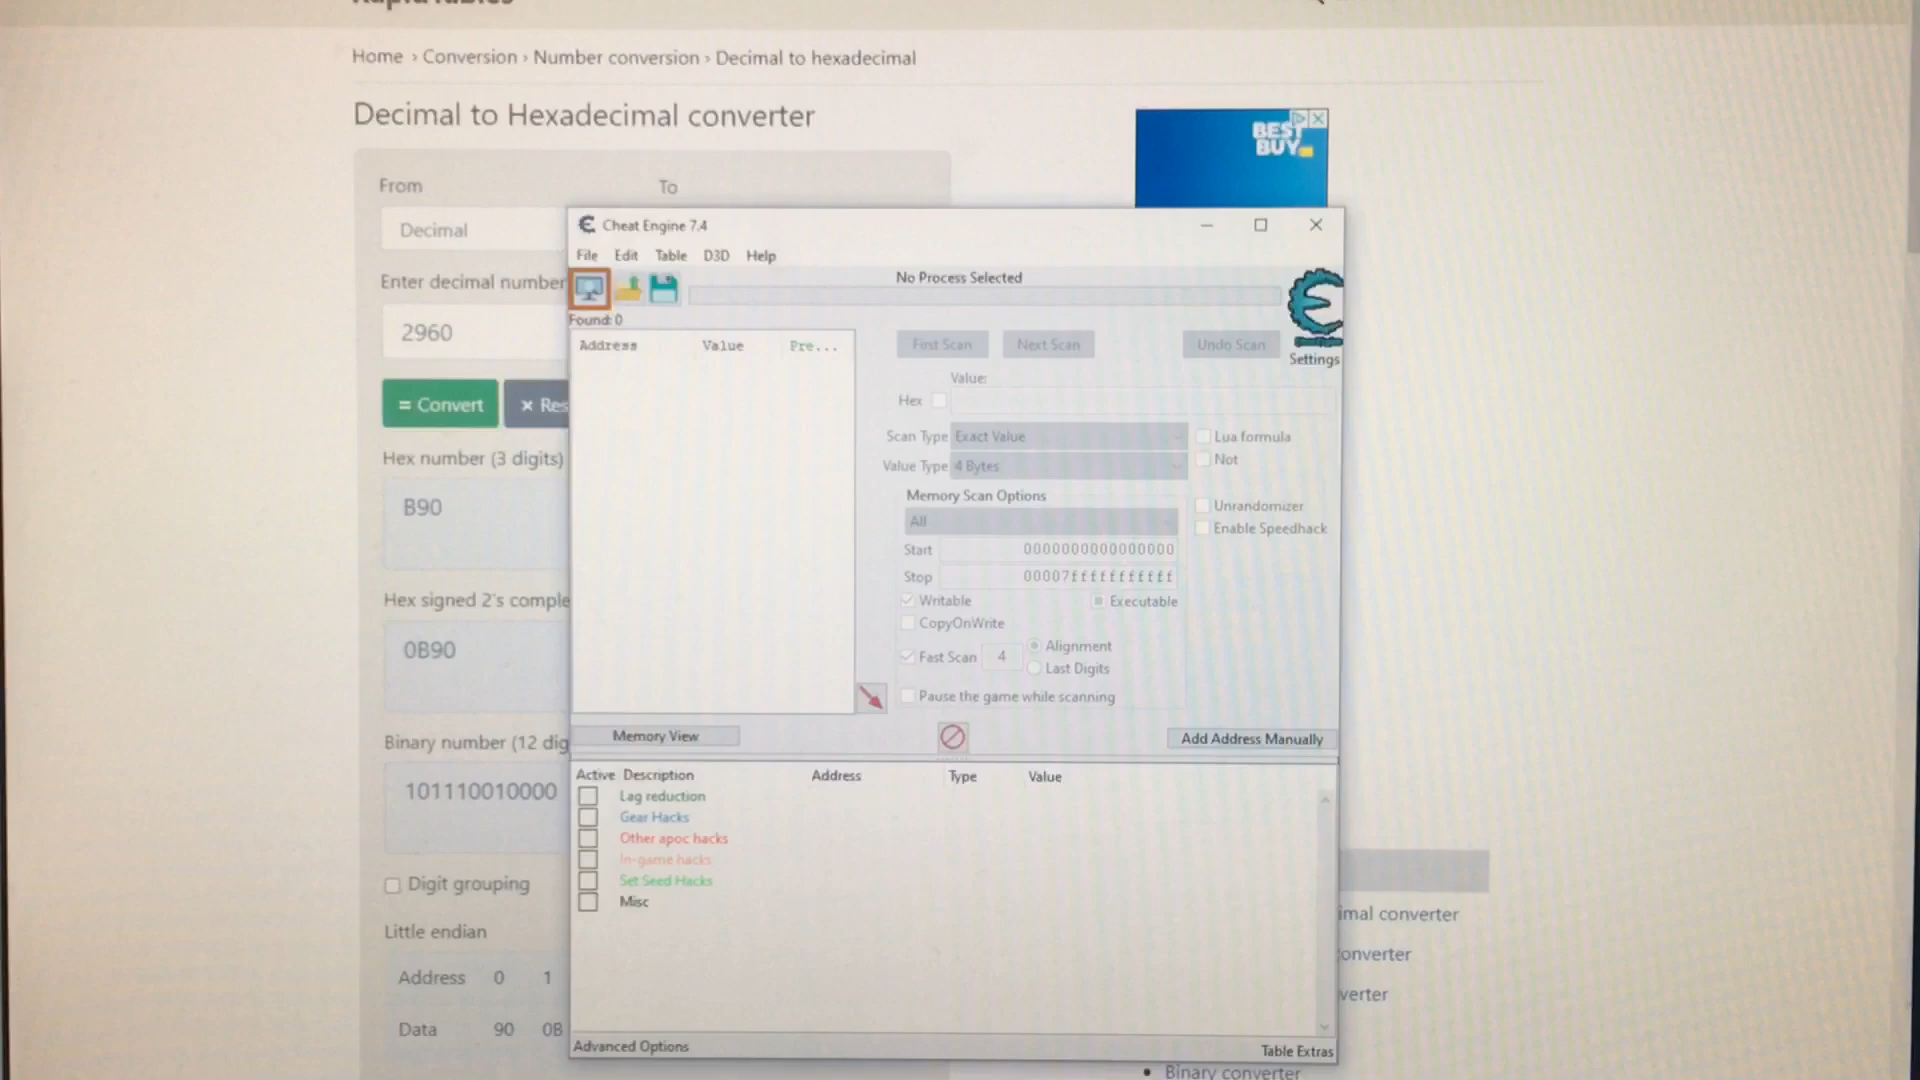 Home › Conversion › Number conversion › Decimal to hexadecimal
Decimal to Hexadecimal converter
BEST BUY
From To
Decimal
Enter decimal number
2960
= Convert × Res
Hex number (3 digits)
B90
Hex signed 2's comple
0B90
Binary number (12 dig
101110010000
Digit grouping
Little endian
Address 0 1
Data 90 0B
Cheat Engine 7.4
File Edit Table D3D Help
No Process Selected
Found: 0
Address Value Pre...
First Scan Next Scan Undo Scan
Settings
Value:
Hex
Scan Type Exact Value
Lua formula
Value Type 4 Bytes
Not
Memory Scan Options
All
Unrandomizer
Enable Speedhack
Start 0000000000000000
Stop 00007fffffffffff
Writable Executable
CopyOnWrite
Fast Scan 4 Alignment
Last Digits
Pause the game while scanning
Memory View
Add Address Manually
Active Description Address Type Value
Lag reduction
Gear Hacks
Other apoc hacks
In-game hacks
Set Seed Hacks
Misc
Advanced Options Table Extras
imal converter
onverter
verter
• Binary converter